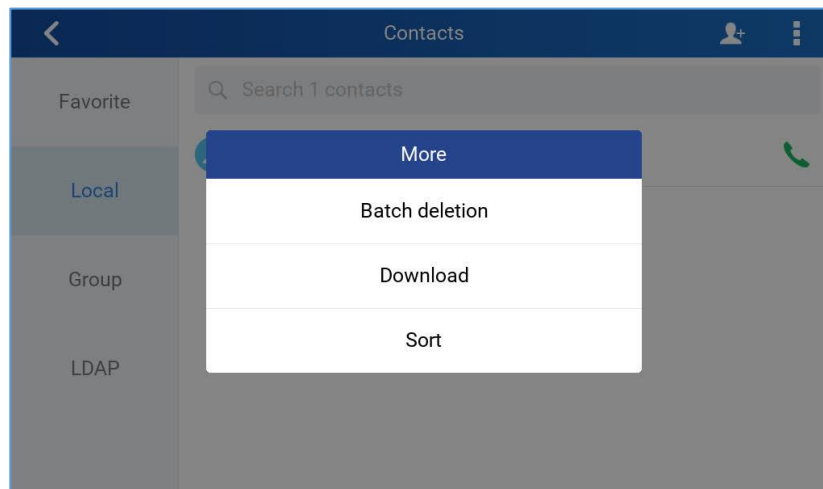 Contacts
Favorite
Search 1 contacts
More
Local
Batch deletion
Download
Group
Sort
LDAP